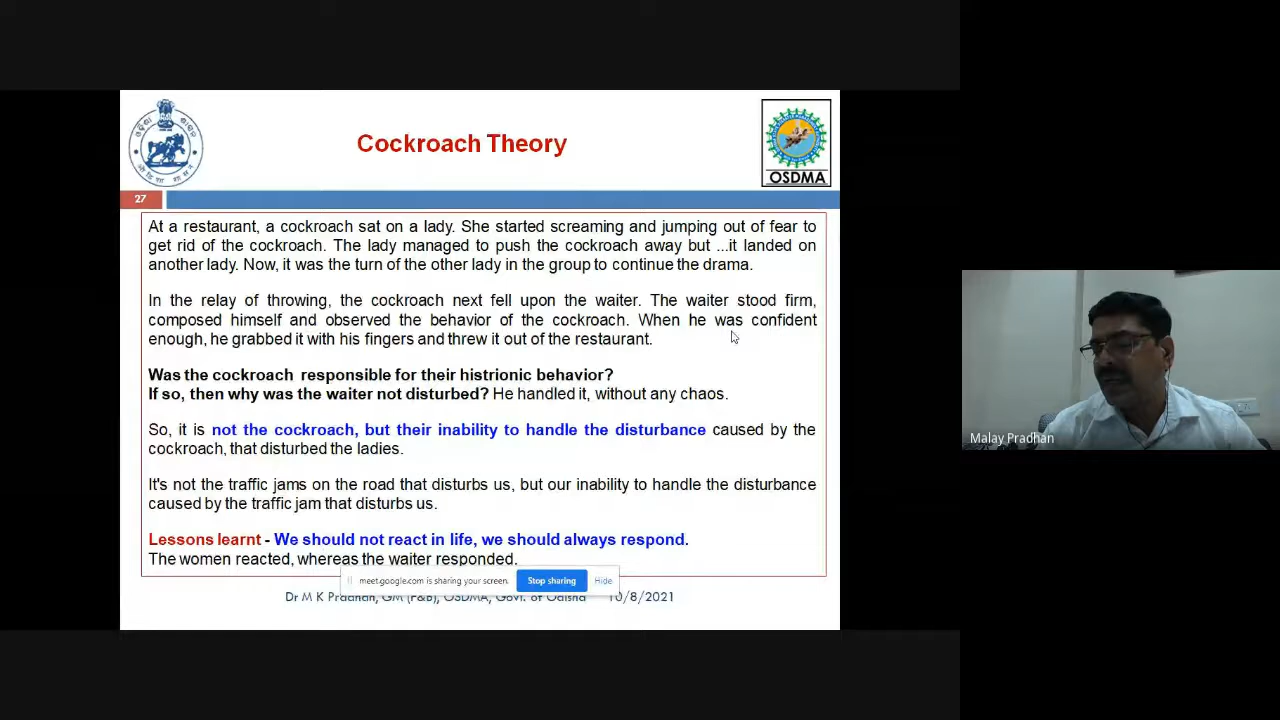 Cockroach Theory
OSDMA
27
At a restaurant, a cockroach sat on a lady. She started screaming and jumping out of fear to
get rid of the cockroach. The lady managed to push the cockroach away but ...it landed on
another lady. Now, it was the turn of the other lady in the group to continue the drama.
In the relay of throwing, the cockroach next fell upon the waiter. The waiter stood firm,
composed himself and observed the behavior of the cockroach. When he was confident
enough, he grabbed it with his fingers and threw it out of the restaurant.
Was the cockroach responsible for their histrionic behavior?
If so, then why was the waiter not disturbed? He handled it, without any chaos.
So, it is not the cockroach, but their inability to handle the disturbance caused by the
cockroach, that disturbed the ladies.
It's not the traffic jams on the road that disturbs us, but our inability to handle the disturbance
caused by the traffic jam that disturbs us.
Lessons learnt - We should not react in life, we should always respond.
The women reacted, whereas the waiter responded.
meet.google.com is sharing your screen. Stop sharing Hide
Dr M K Pradhan, GM (F&B), OSDMA, Govt. of Odisha 10/8/2021
Malay Pradhan